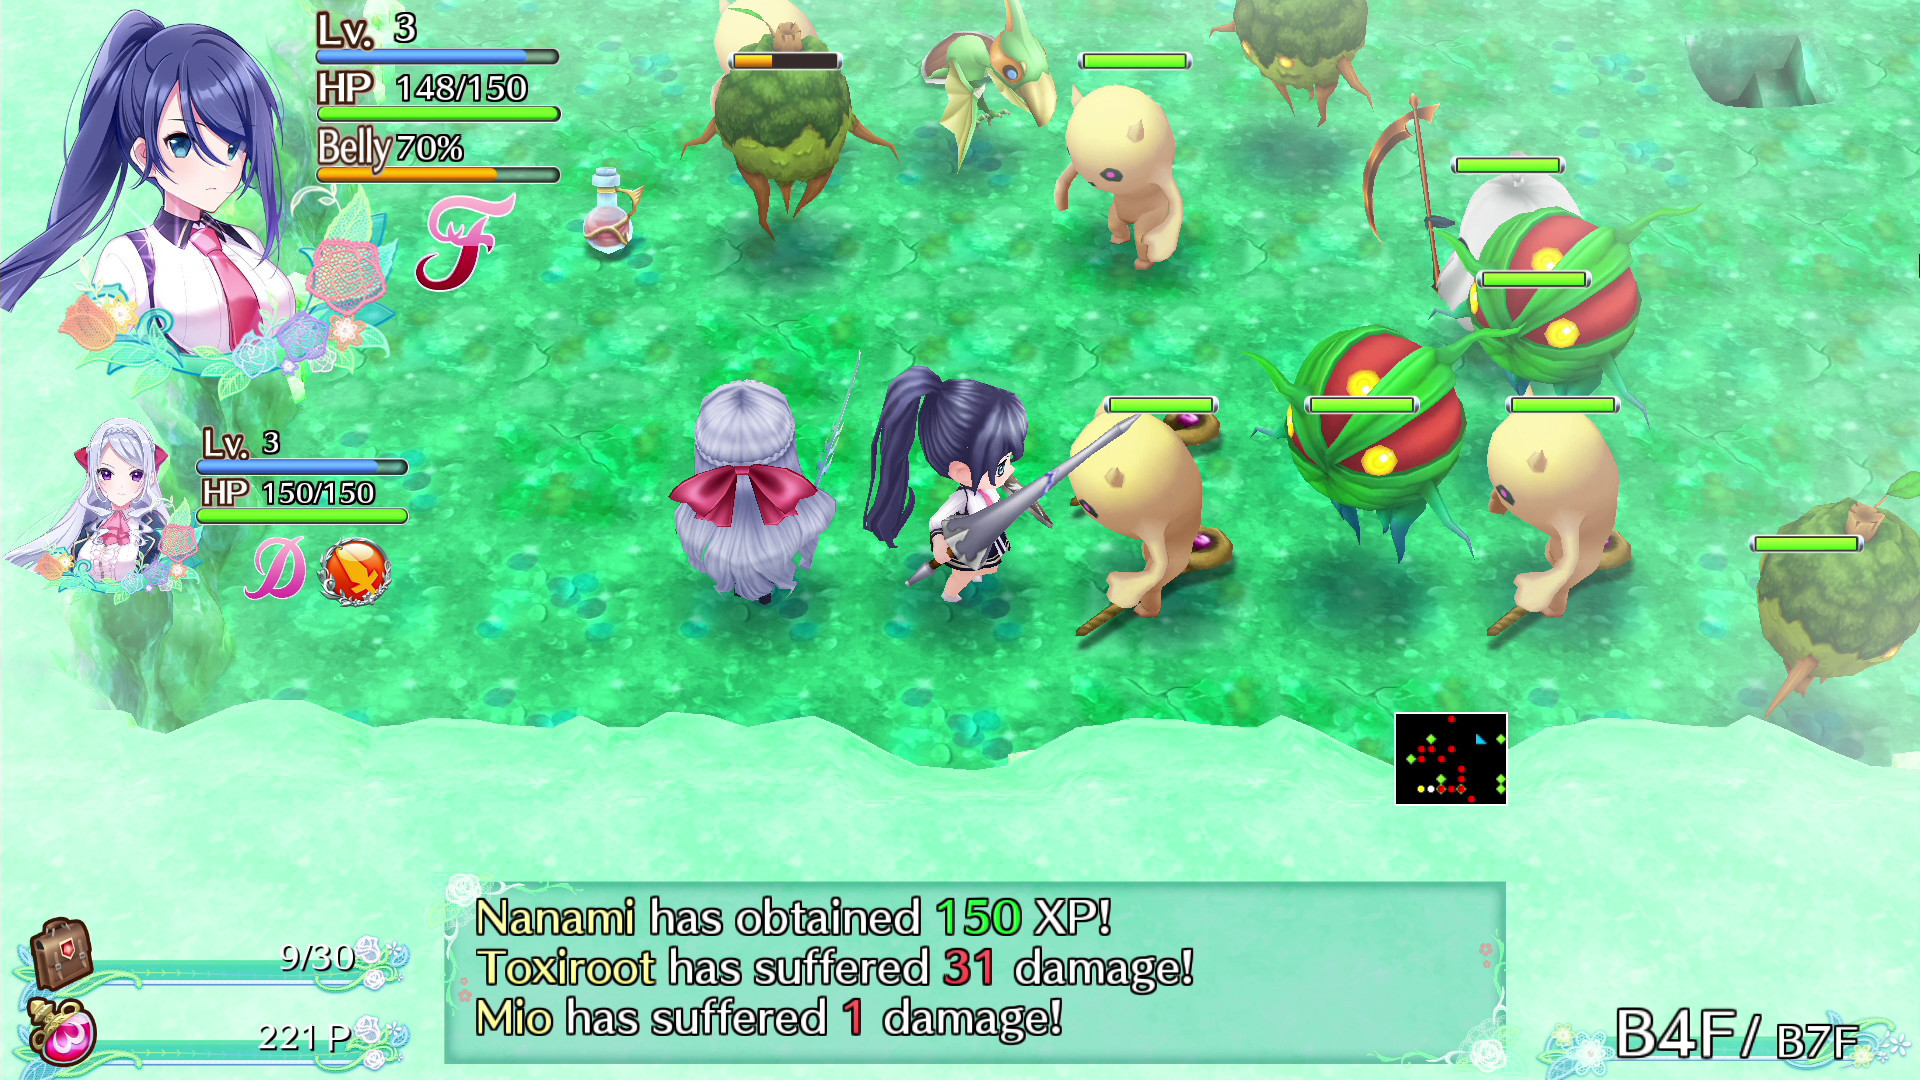 Lv. 3
HP 148/150
Belly 70%
F
Lv. 3
HP 150/150
D
9/30
221 P
Nanami has obtained 150 XP!
Toxiroot has suffered 31 damage!
Mio has suffered 1 damage!
B4F/ B7F